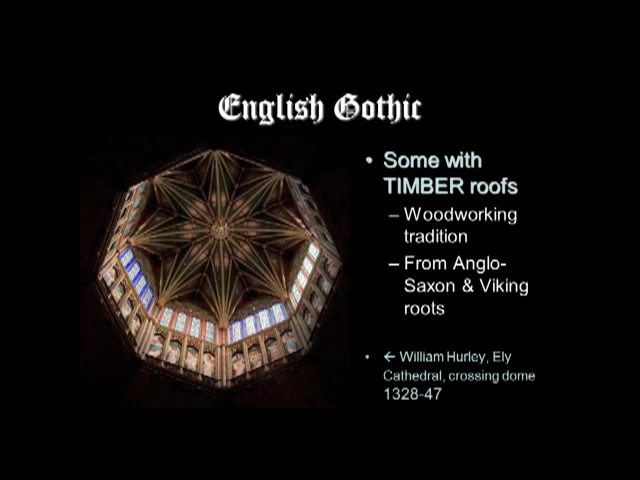 English Gothic
• Some with
TIMBER roofs
– Woodworking
tradition
– From Anglo-
Saxon & Viking
roots
• ← William Hurley, Ely
Cathedral, crossing dome
1328-47